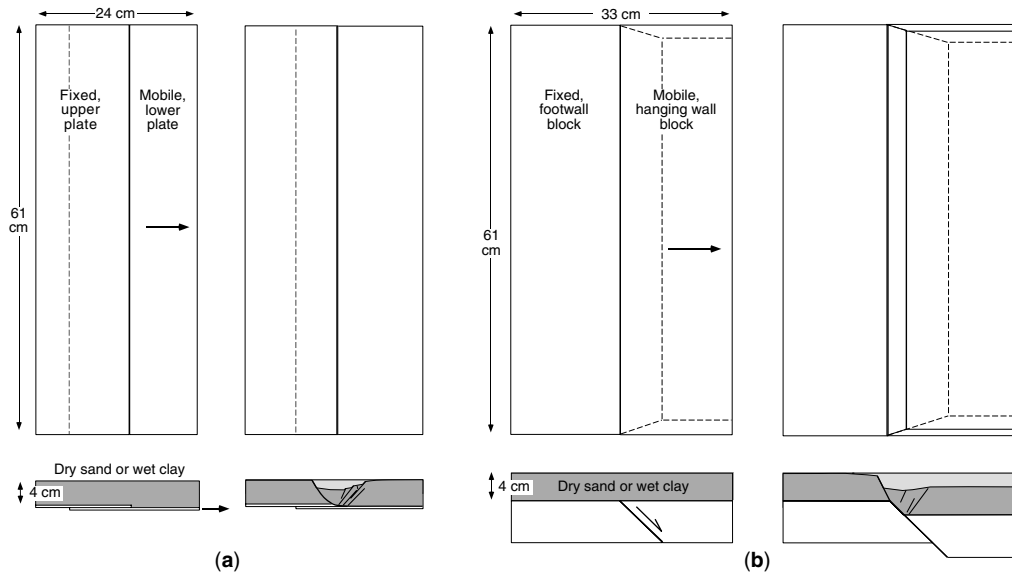 24 cm
Fixed,
upper
plate
Mobile,
lower
plate
61
cm
Dry sand or wet clay
4 cm
(a)
33 cm
Fixed,
footwall
block
Mobile,
hanging wall
block
61
cm
4 cm
Dry sand or wet clay
(b)